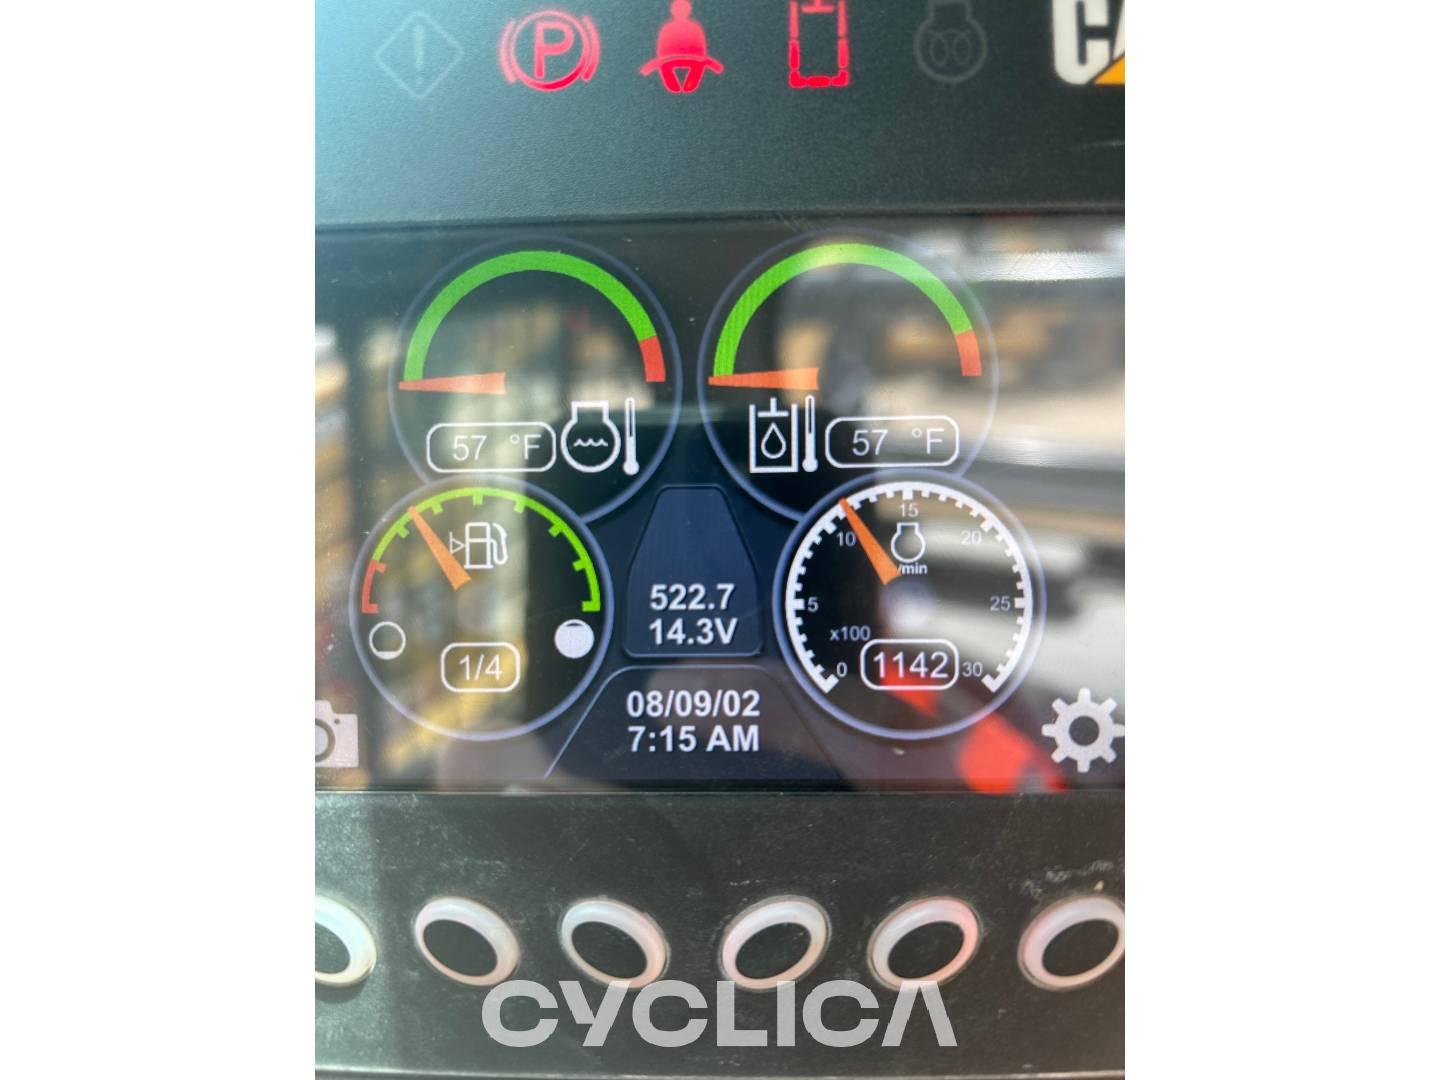 P
CA
57 °F
57 °F
15
10
20
/min
5
25
x100
0
1142
30
522.7
14.3V
1/4
08/09/02
7:15 AM
CYCLICA